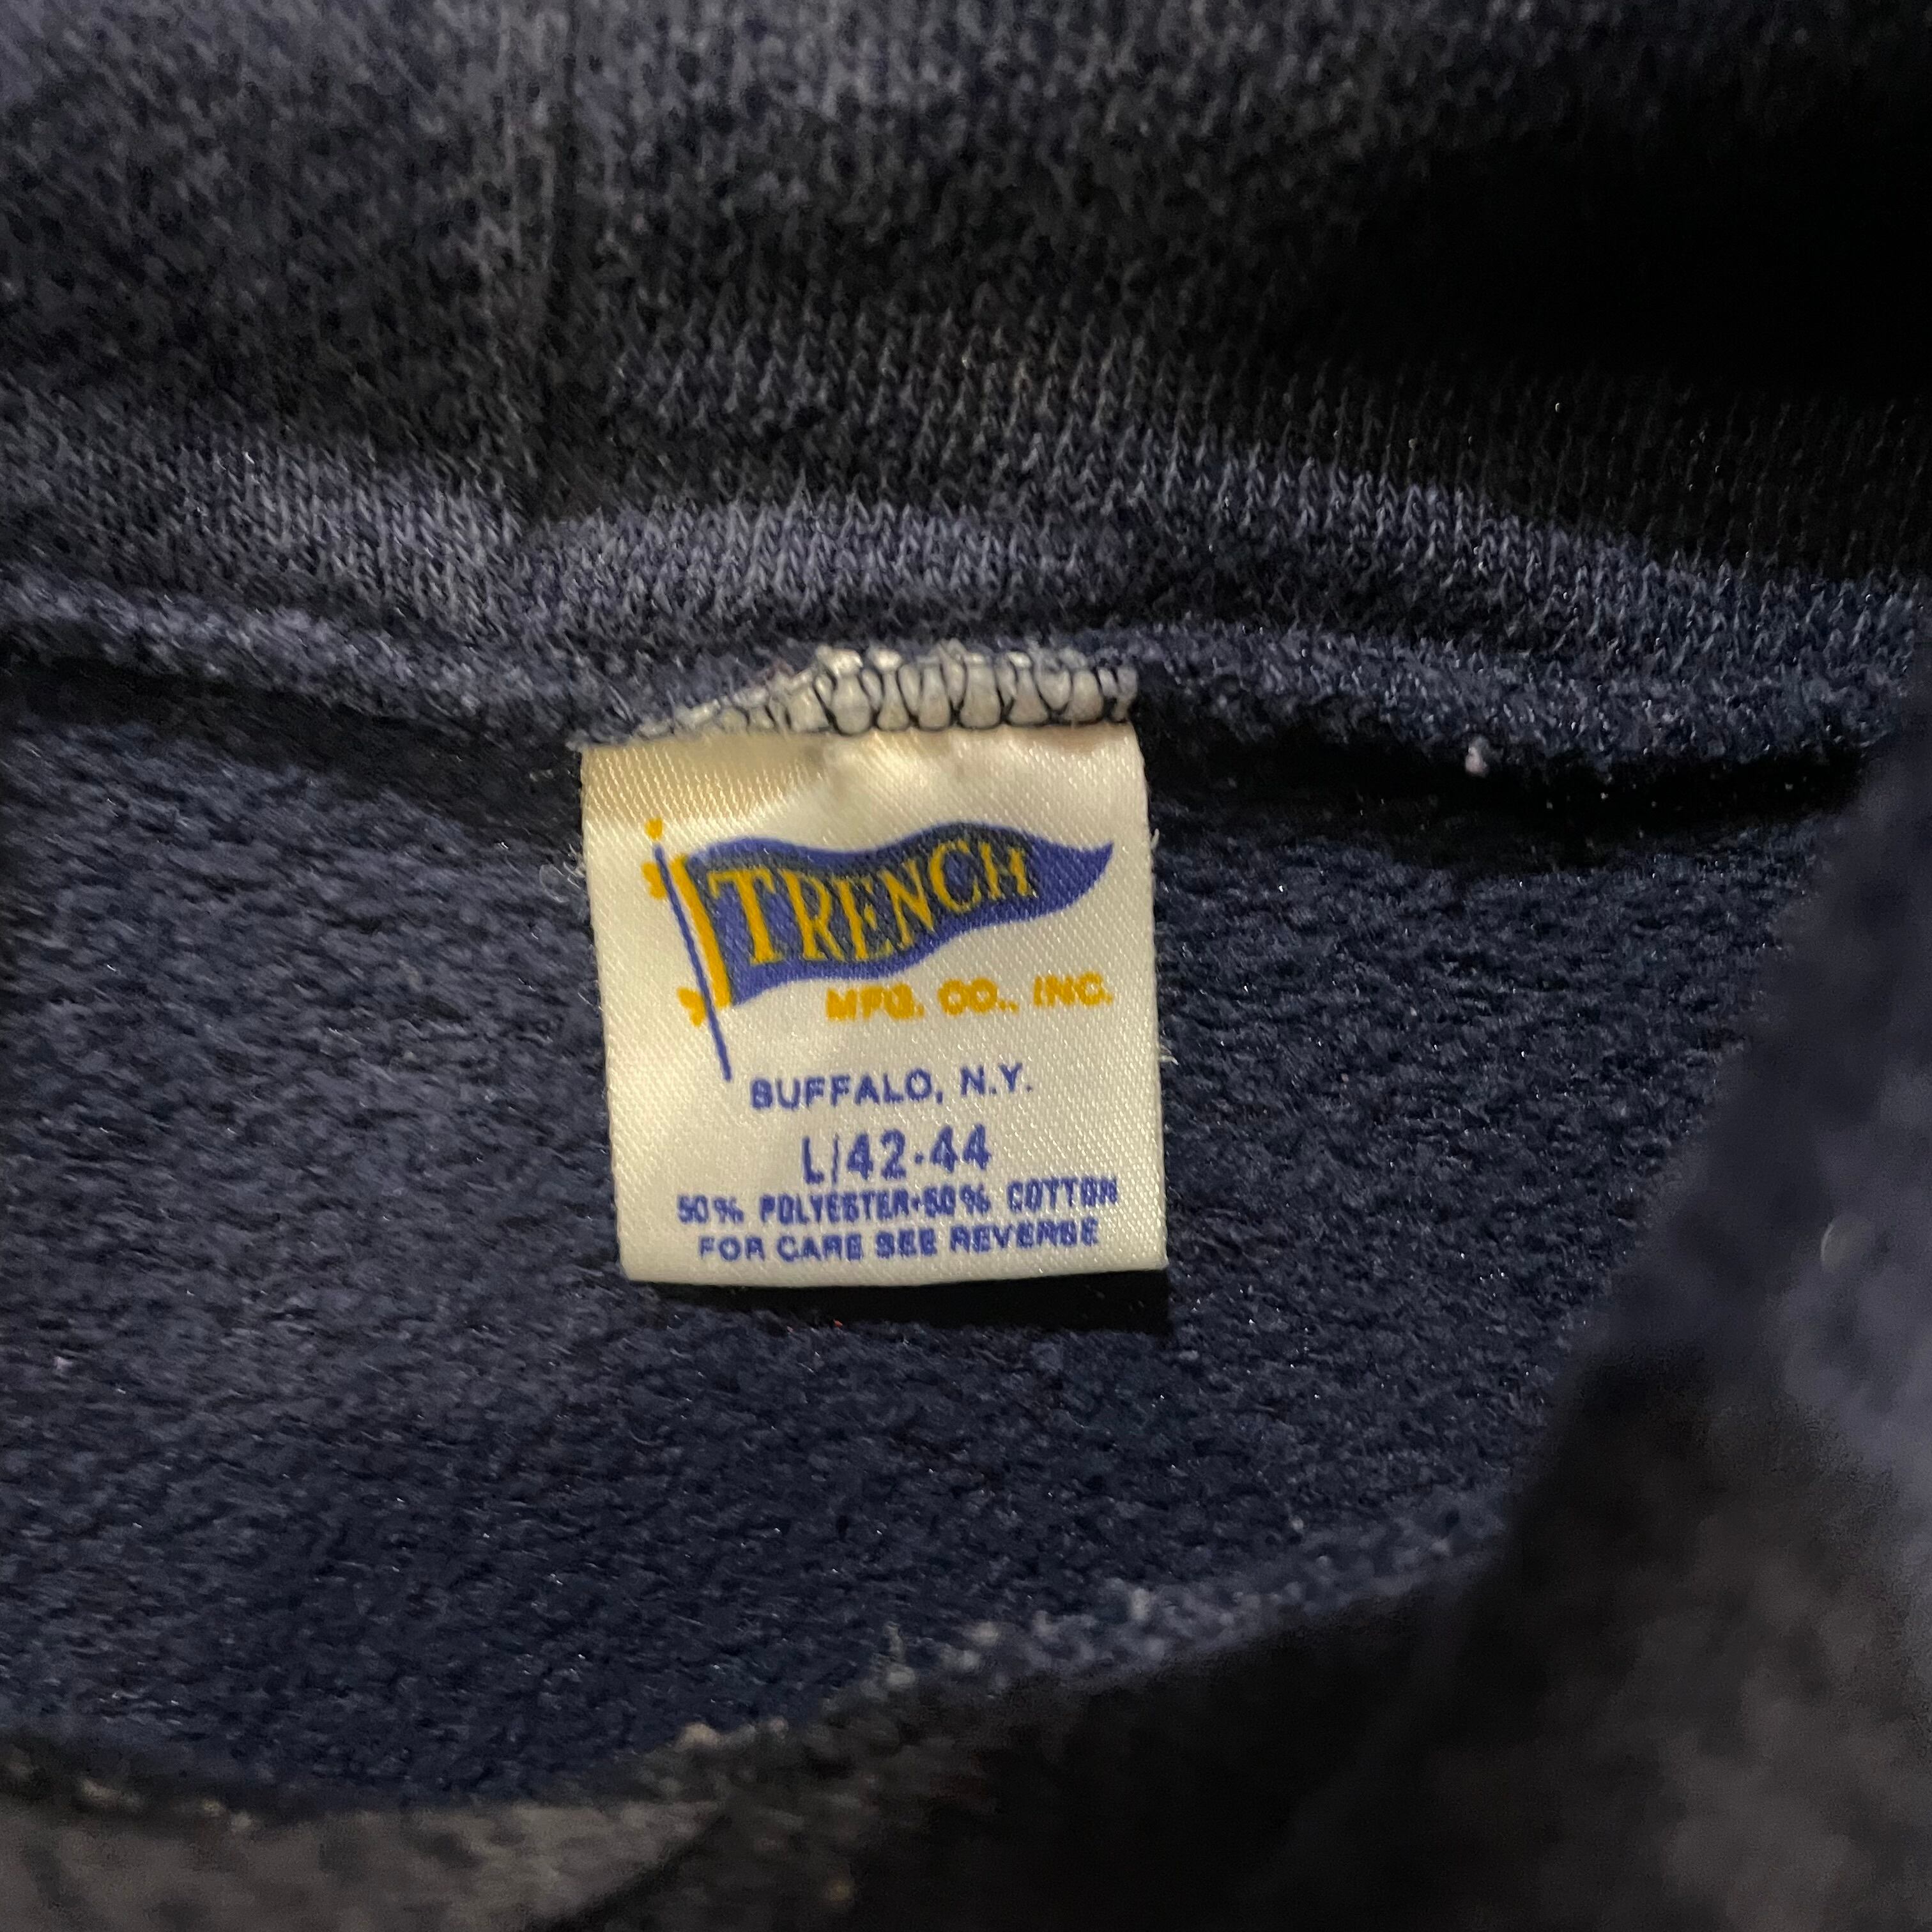 TRENCH
MFG. CO., INC.
BUFFALO, N.Y.
L/42-44
50% POLYESTER•50% COTTON
FOR CARE SEE REVERSE